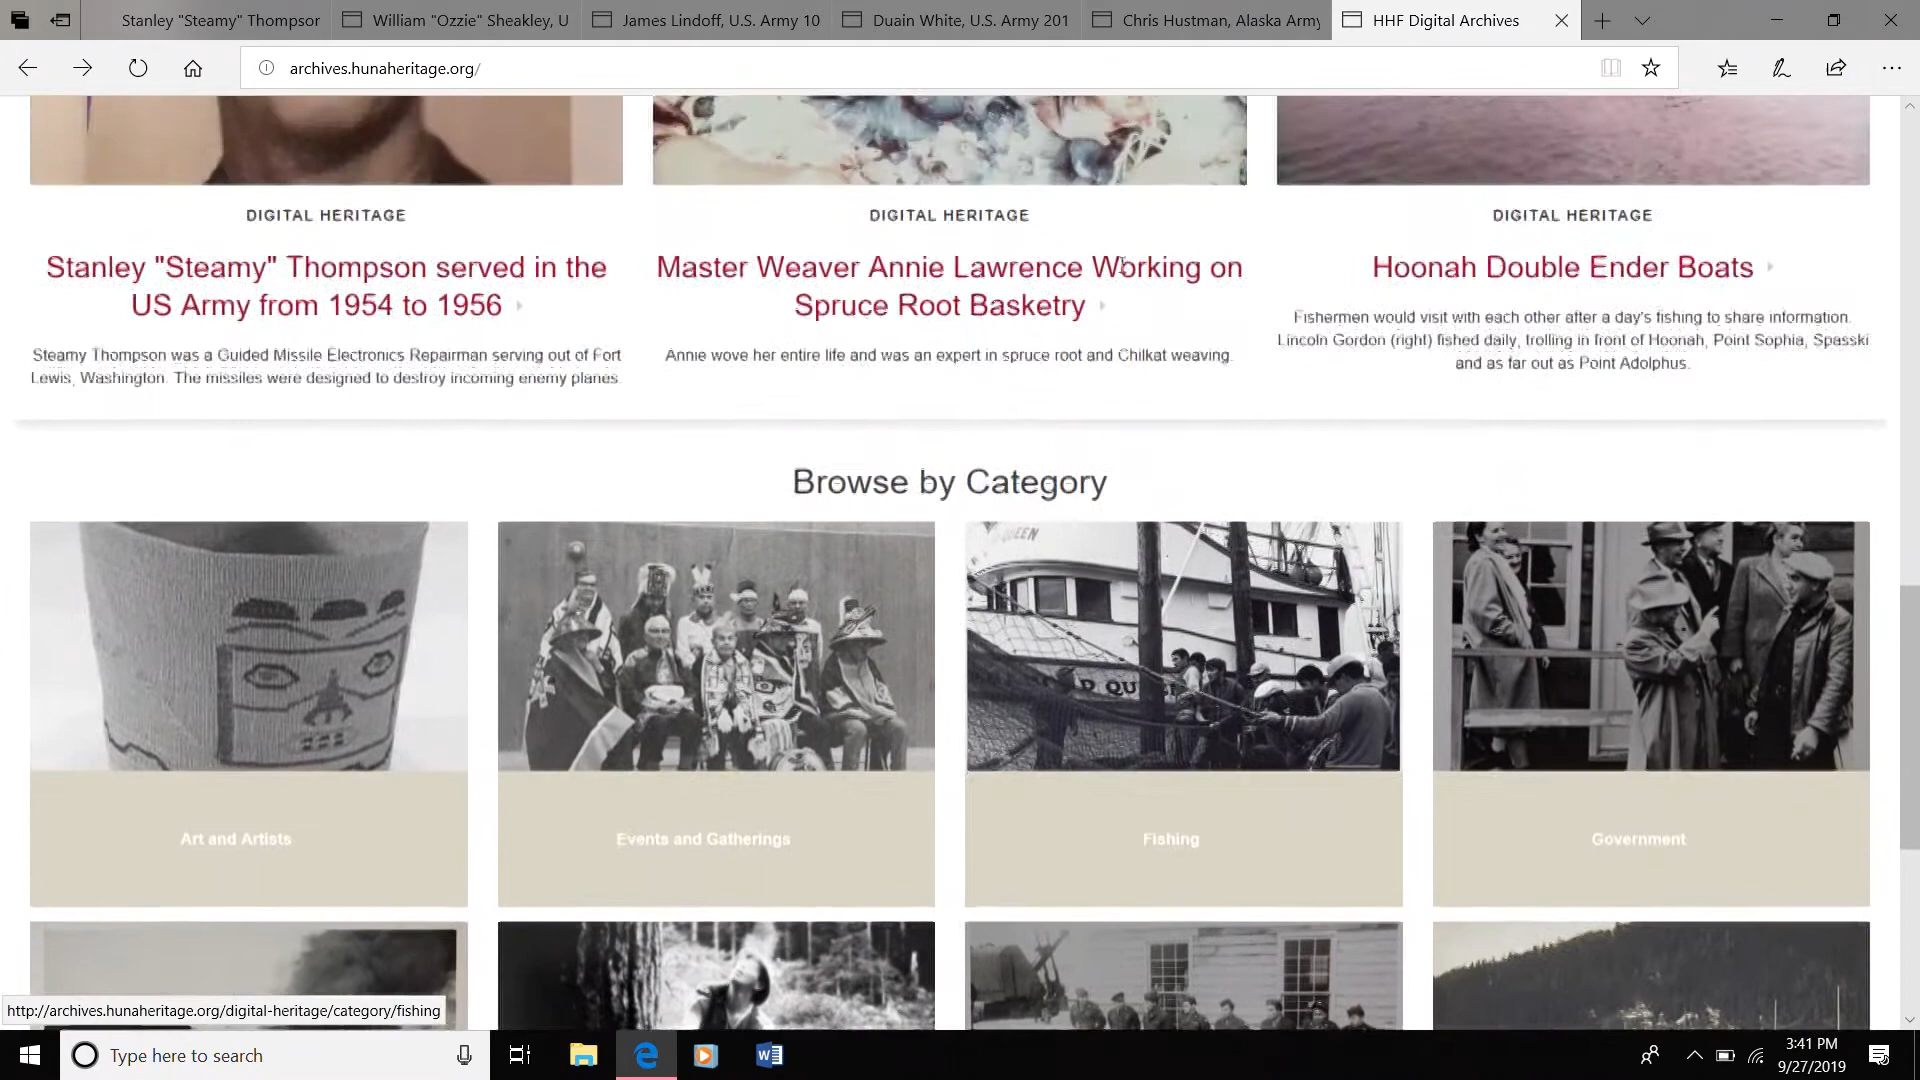 Stanley "Steamy" Thompsor
William "Ozzie" Sheakley, U
James Lindoff, U.S. Army 10
Duain White, U.S. Army 201
Chris Hustman, Alaska Army
HHF Digital Archives
archives.hunaheritage.org/
DIGITAL HERITAGE
Stanley "Steamy" Thompson served in the
US Army from 1954 to 1956
Steamy Thompson was a Guided Missile Electronics Repairman serving out of Fort
Lewis, Washington. The missiles were designed to destroy incoming enemy planes.
DIGITAL HERITAGE
Master Weaver Annie Lawrence Working on
Spruce Root Basketry
Annie wove her entire life and was an expert in spruce root and Chilkat weaving.
DIGITAL HERITAGE
Hoonah Double Ender Boats
Fishermen would visit with each other after a day's fishing to share information.
Lincoln Gordon (right) fished daily, trolling in front of Hoonah, Point Sophia, Spasski
and as far out as Point Adolphus.
Browse by Category
QUEEN
Art and Artists
Events and Gatherings
Fishing
Government
http://archives.hunaheritage.org/digital-heritage/category/fishing
Type here to search
3:41 PM
9/27/2019